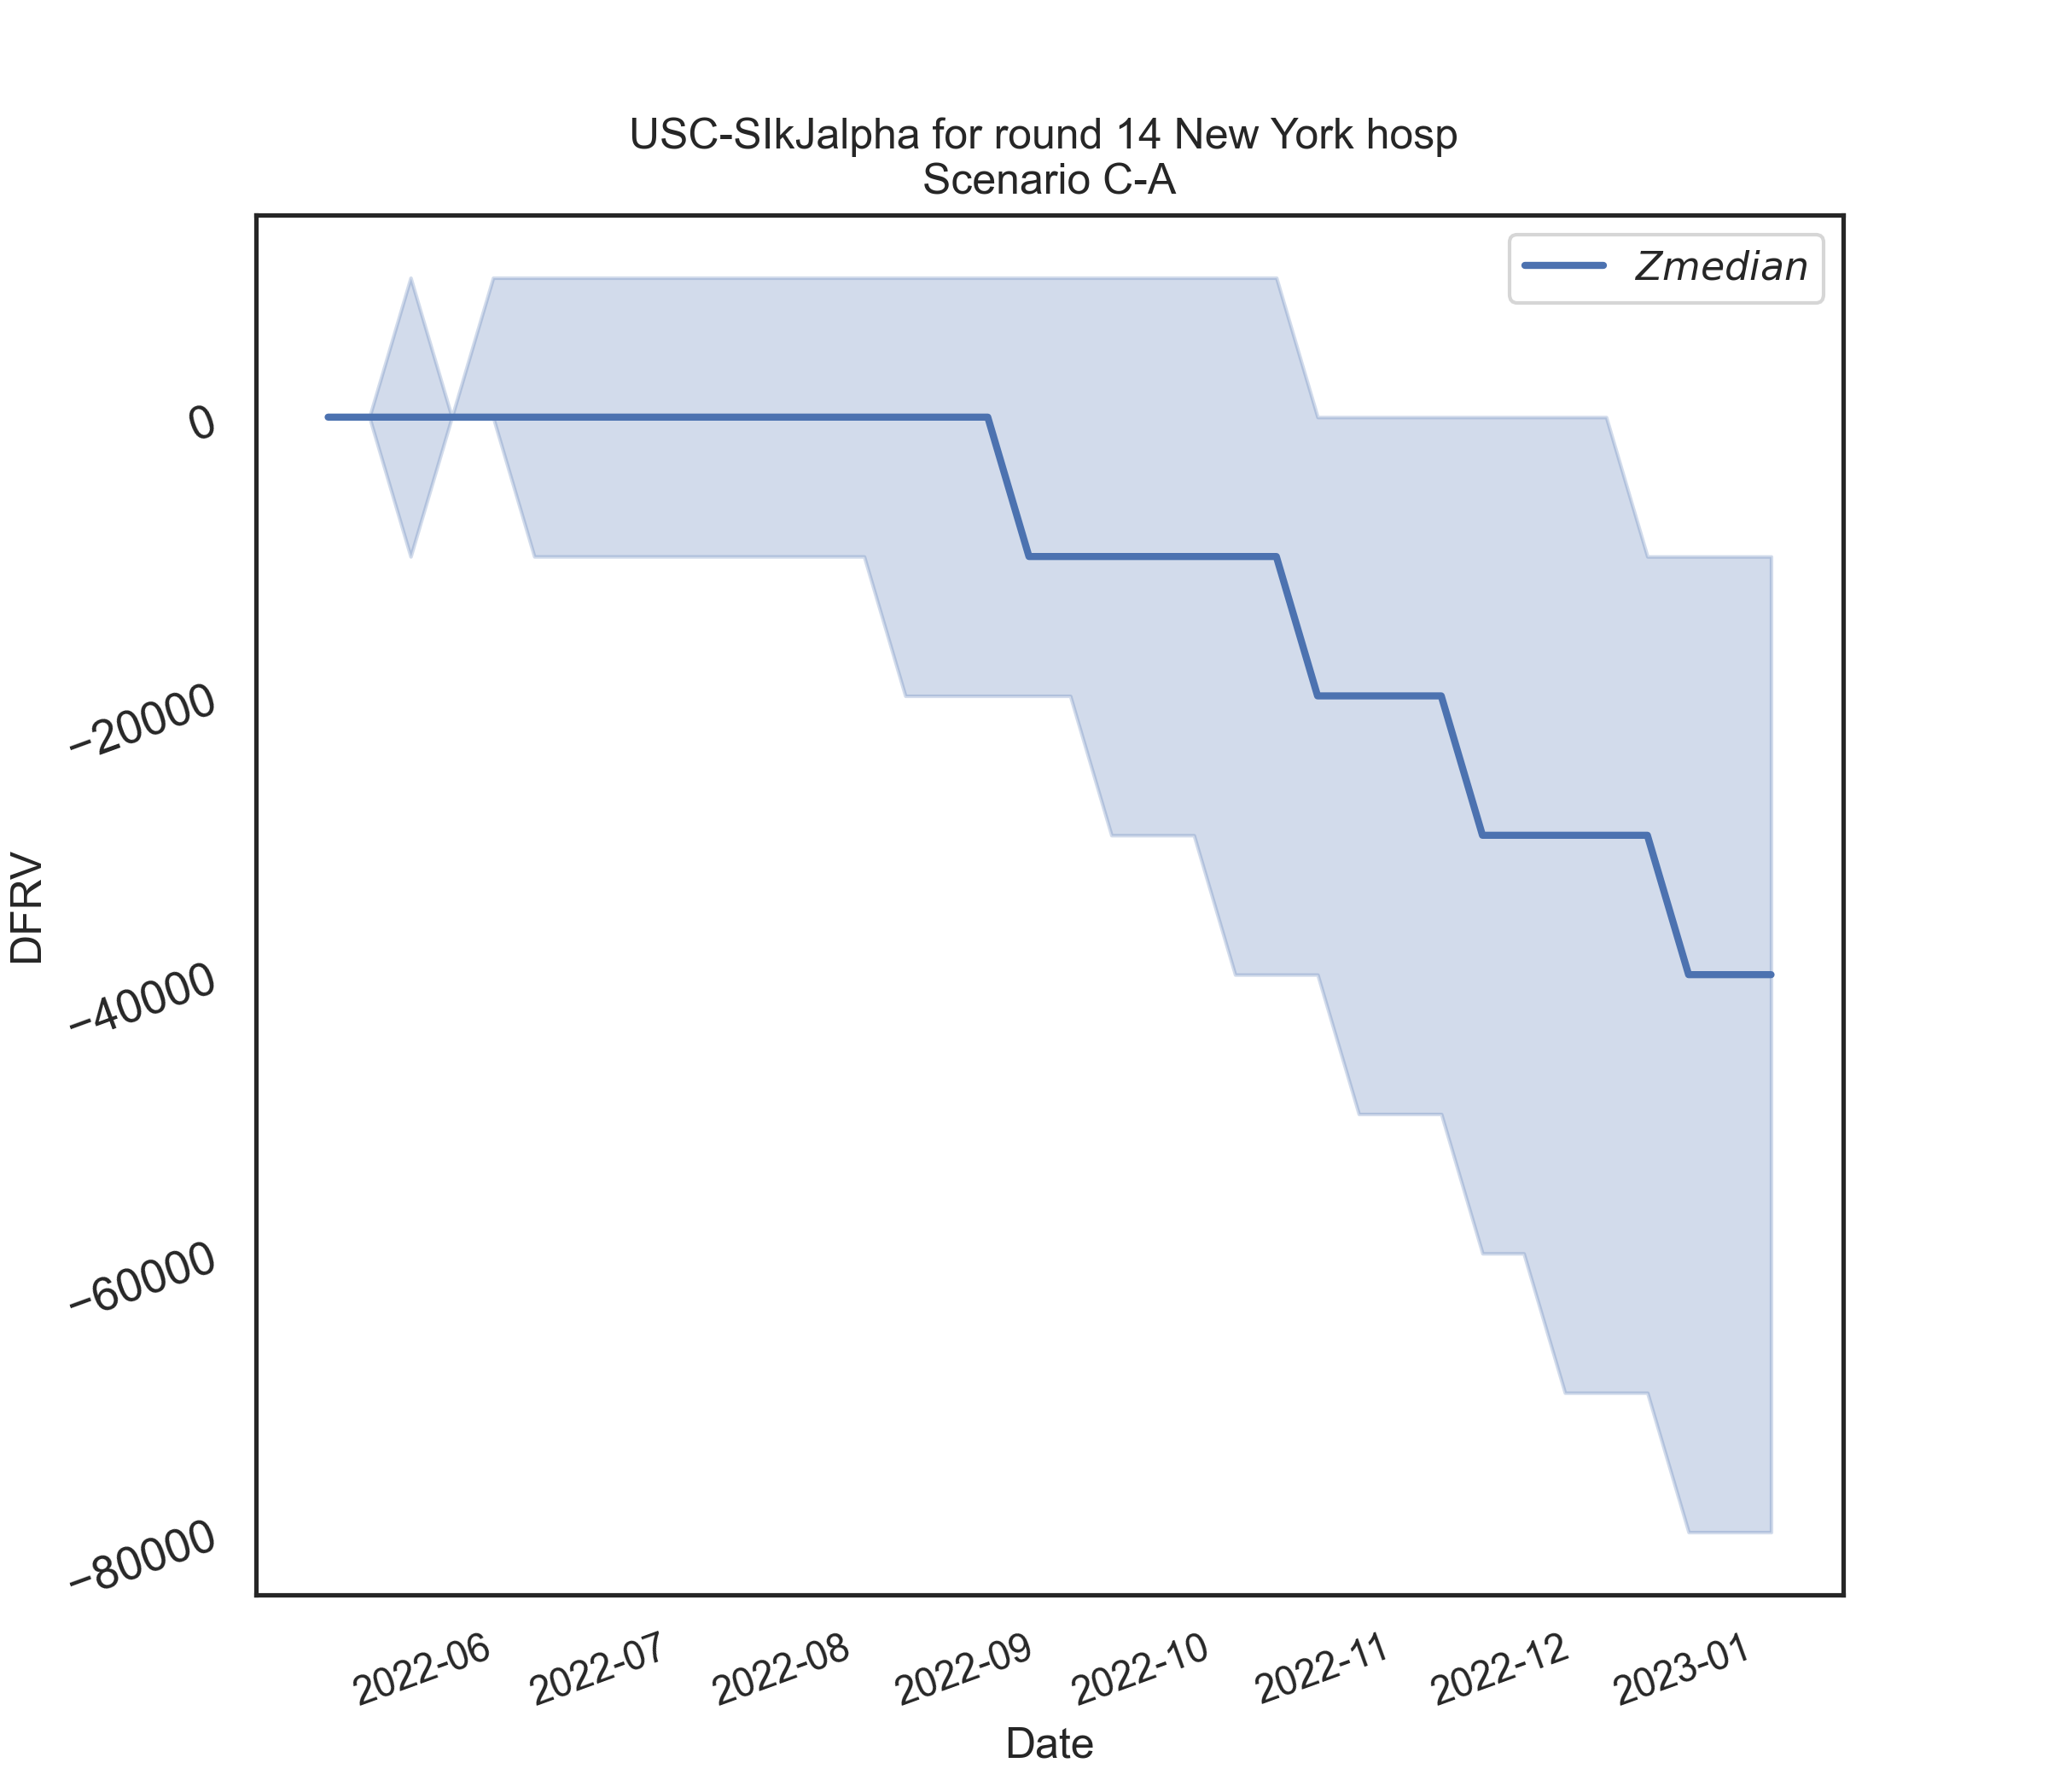 USC-SIkJalpha for round 14 New York hosp
Scenario C-A
Zmedian
0
−20000
−40000
−60000
−80000
DFRV
2022-06
2022-07
2022-08
2022-09
2022-10
2022-11
2022-12
2023-01
Date